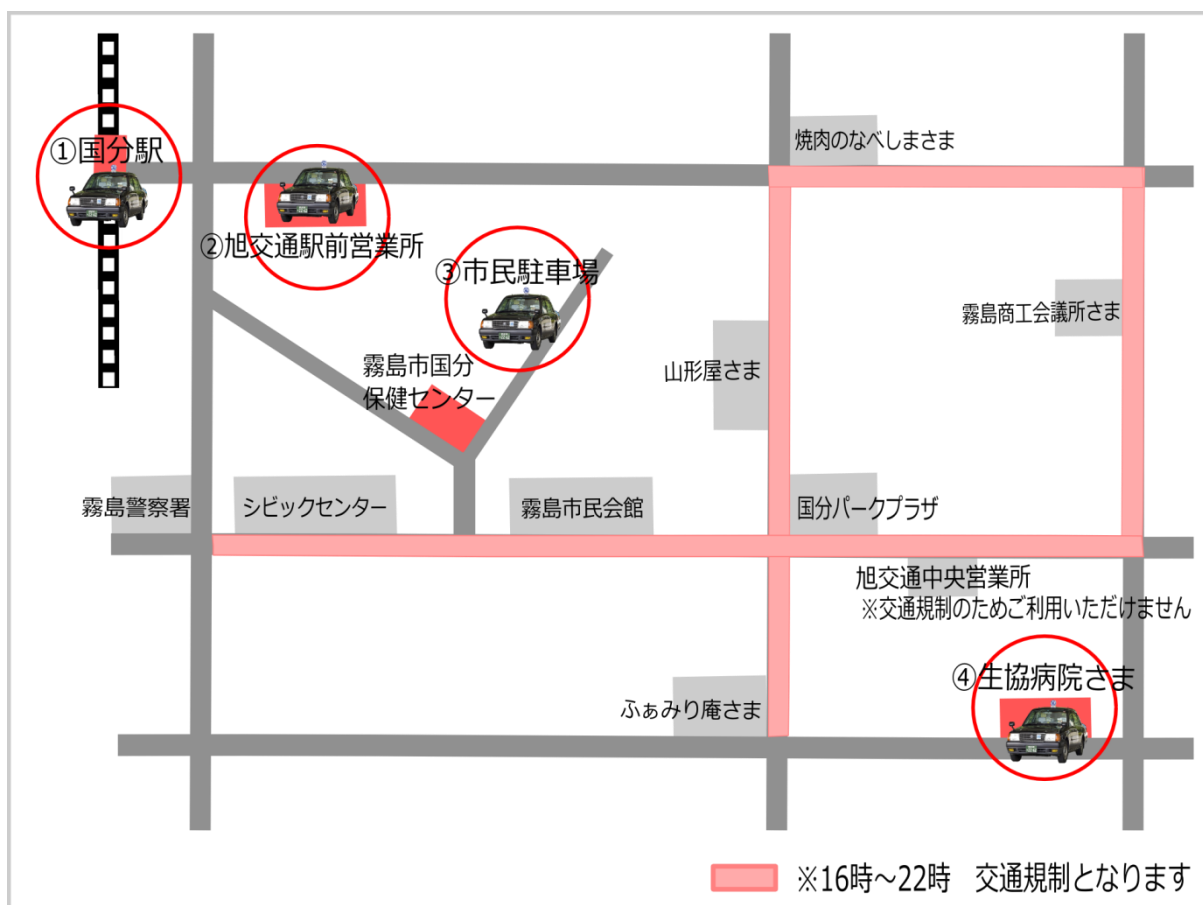 焼肉のなべしまさま
①国分駅
②旭交通駅前営業所
③市民駐車場
霧島商工会議所さま
霧島市国分
保健センター
山形屋さま
霧島警察署
シビックセンター
霧島市民会館
国分パークプラザ
旭交通中央営業所
※交通規制のためご利用いただけません
④生協病院さま
ふぁみり庵さま
※16時～22時　交通規制となります